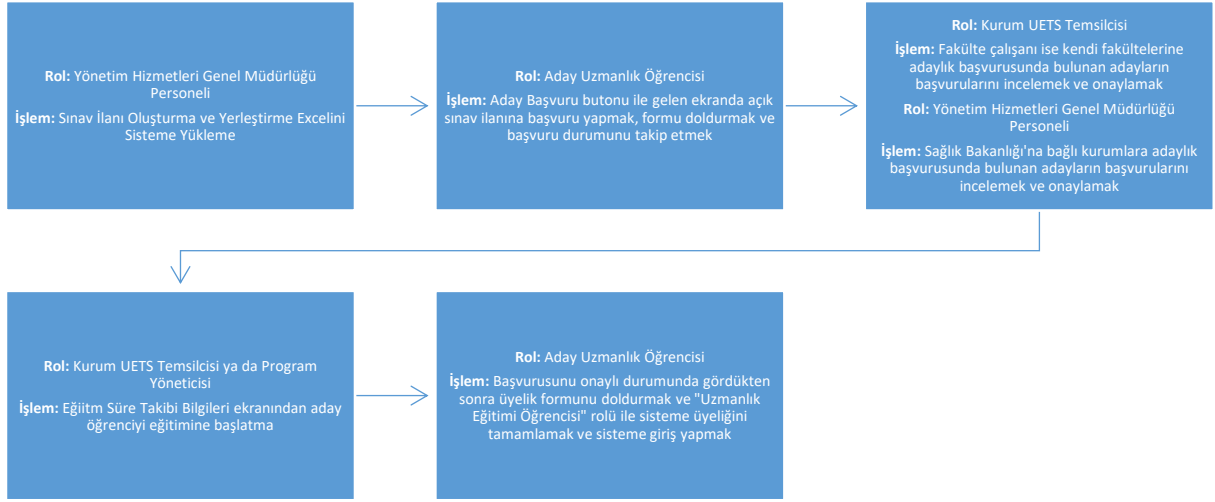 Rol: Yönetim Hizmetleri Genel Müdürlüğü
Personeli
İşlem: Sınav İlanı Oluşturma ve Yerleştirme Excelini
Sisteme Yükleme
Rol: Aday Uzmanlık Öğrencisi
İşlem: Aday Başvuru butonu ile gelen ekranda açık
sınav ilanına başvuru yapmak, formu doldurmak ve
başvuru durumunu takip etmek
Rol: Kurum UETS Temsilcisi
İşlem: Fakülte çalışanı ise kendi fakültelerine
adaylık başvurusunda bulunan adayların
başvurularını incelemek ve onaylamak
Rol: Yönetim Hizmetleri Genel Müdürlüğü
Personeli
İşlem: Sağlık Bakanlığı'na bağlı kurumlara adaylık
başvurusunda bulunan adayların başvurularını
incelemek ve onaylamak
Rol: Kurum UETS Temsilcisi ya da Program
Yöneticisi
İşlem: Eğiitm Süre Takibi Bilgileri ekranından aday
öğrenciyi eğitimine başlatma
Rol: Aday Uzmanlık Öğrencisi
İşlem: Başvurusunu onaylı durumunda gördükten
sonra üyelik formunu doldurmak ve "Uzmanlık
Eğitimi Öğrencisi" rolü ile sisteme üyeliğini
tamamlamak ve sisteme giriş yapmak